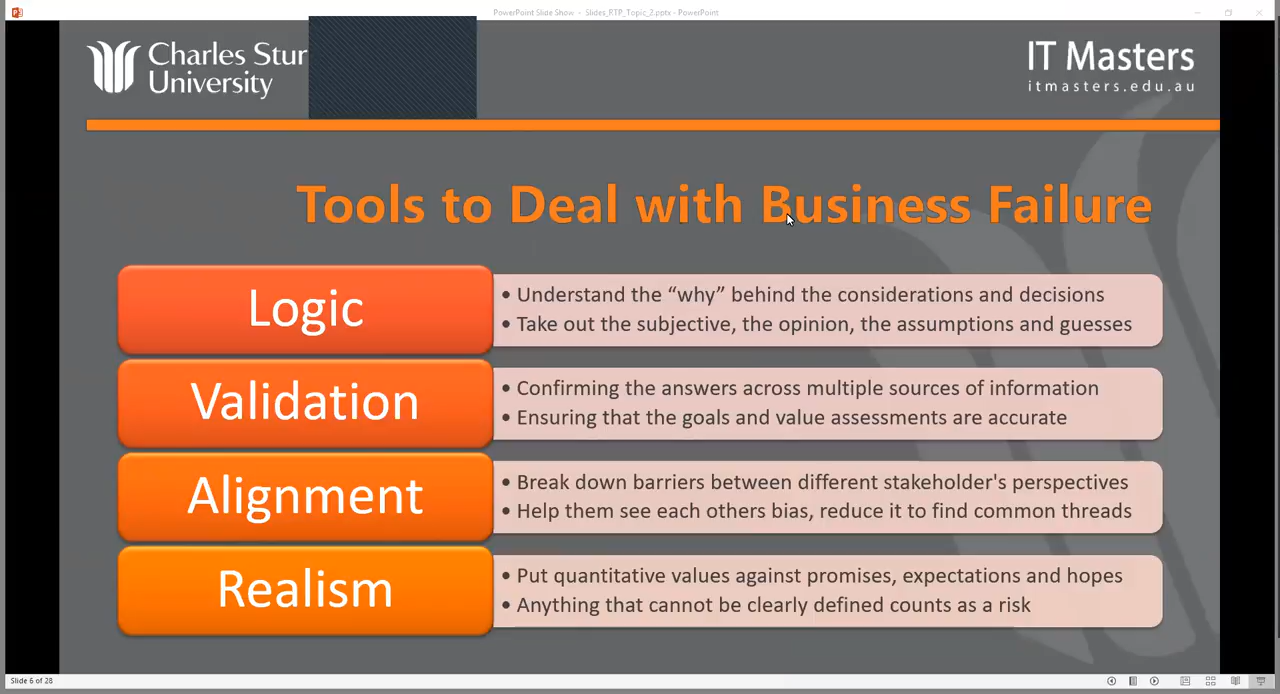 PowerPoint Slide Show - Slides_RTP_Topic_2.pptx - PowerPoint
Charles Stur
University
IT Masters
itmasters.edu.au
Tools to Deal with Business Failure
Logic
• Understand the “why” behind the considerations and decisions
• Take out the subjective, the opinion, the assumptions and guesses
Validation
• Confirming the answers across multiple sources of information
• Ensuring that the goals and value assessments are accurate
Alignment
• Break down barriers between different stakeholder's perspectives
• Help them see each others bias, reduce it to find common threads
Realism
• Put quantitative values against promises, expectations and hopes
• Anything that cannot be clearly defined counts as a risk
Slide 6 of 28